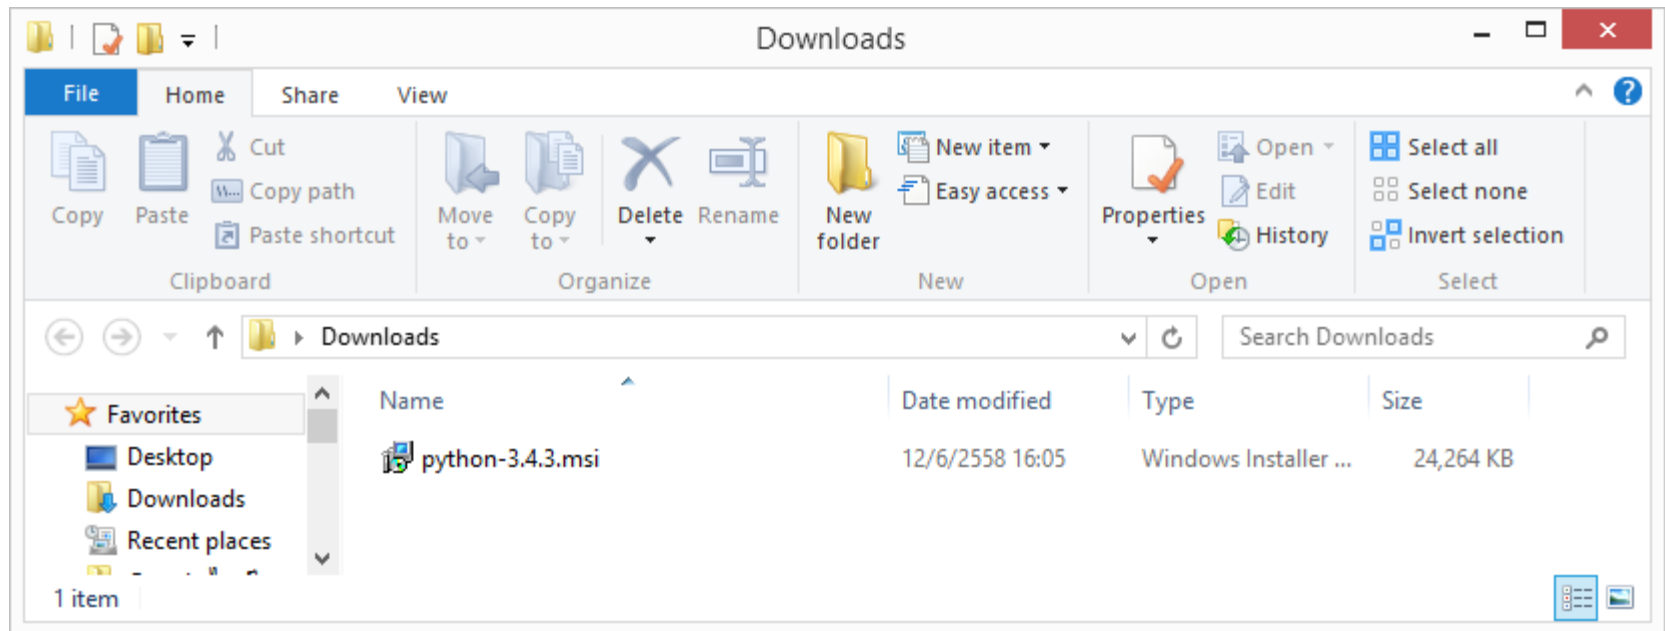 Downloads
File Home Share View
Copy
Paste
Cut
Copy path
Paste shortcut
Clipboard
Move
to
Copy
to
Delete
Rename
Organize
New
folder
New item
Easy access
New
Properties
Open
Edit
History
Open
Select all
Select none
Invert selection
Select
Downloads
Search Downloads
Favorites
Desktop
Downloads
Recent places
Name Date modified Type Size
python-3.4.3.msi 12/6/2558 16:05 Windows Installer ... 24,264 KB
1 item